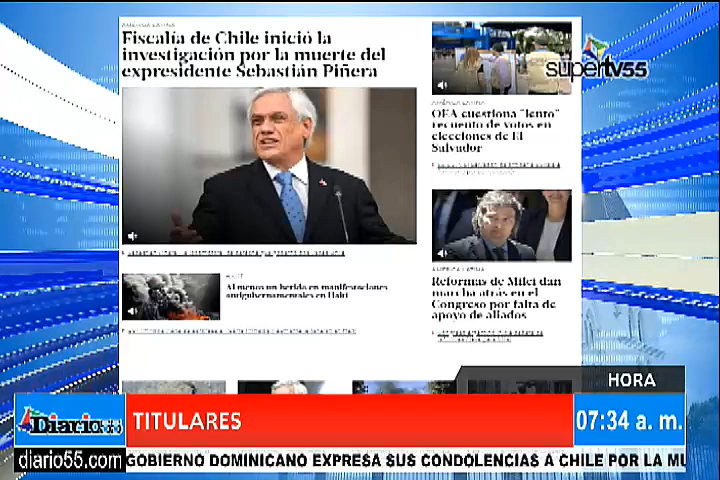 Fiscalía de Chile inició la
investigación por la muerte del
expresidente Sebastián Piñera
supertv55
OEA cuestiona "lento"
recuento de votos en
elecciones de El
Salvador
HAITÍ
Al menos un herido en manifestaciones
antigubernamentales en Haití
Reformas de Milei dan
marcha atrás en el
Congreso por falta de
apoyo de aliados
HORA
Diario55
TITULARES
07:34 a. m.
diario55.com
GOBIERNO DOMINICANO EXPRESA SUS CONDOLENCIAS A CHILE POR LA MU